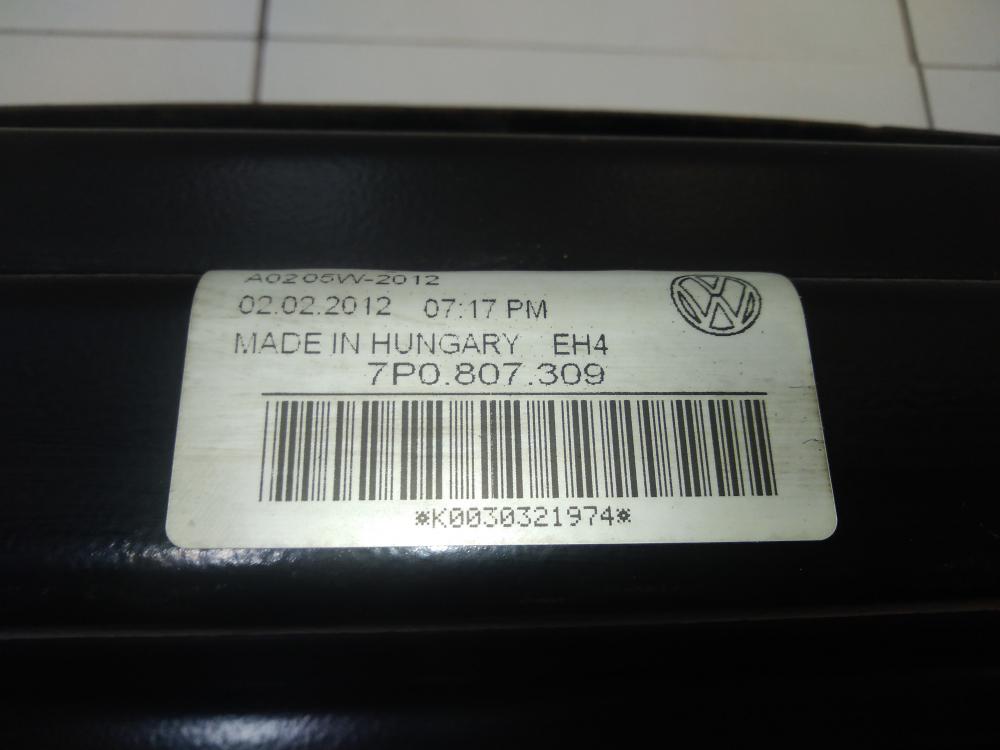 A0205W-2012
02.02.2012 07:17 PM
MADE IN HUNGARY EH4
7P0.807.309
*K0030321974*